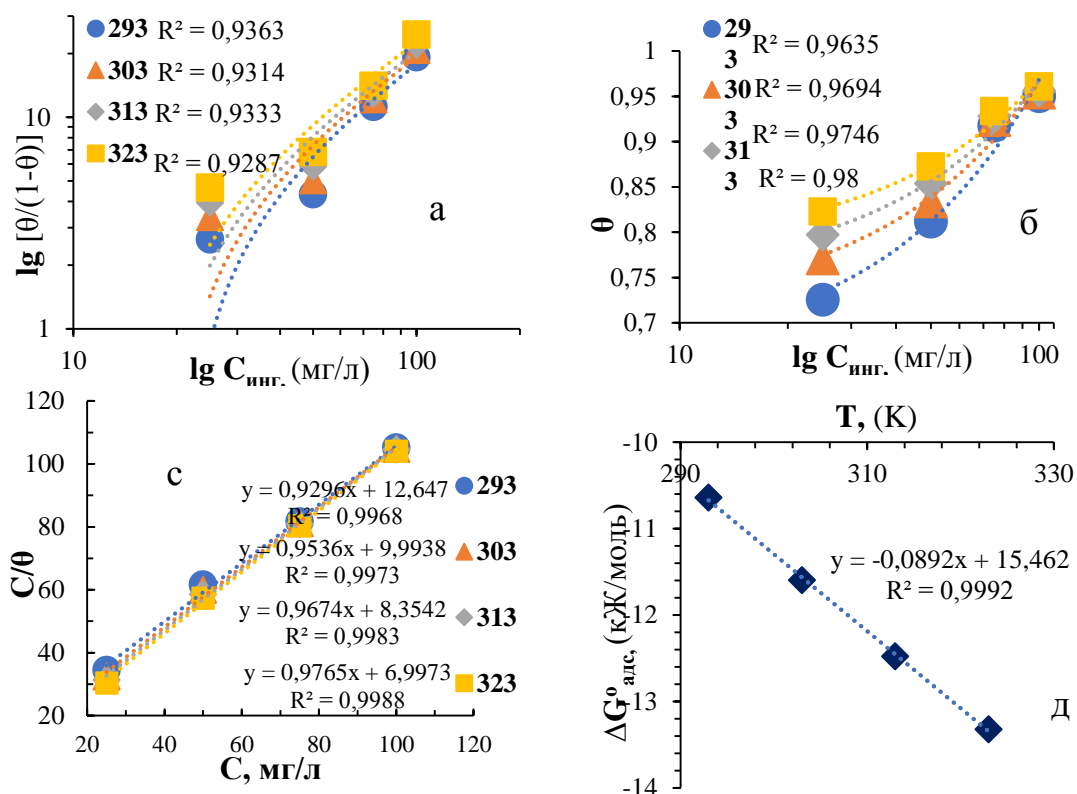 293 R² = 0,9363
303 R² = 0,9314
313 R² = 0,9333
323 R² = 0,9287
а
10
1
lg [θ/(1-θ)]
10
100
lg Cинг, (мг/л)
29
3
R² = 0,9635
30
3
R² = 0,9694
31
3
R² = 0,9746
R² = 0,98
б
1
0,95
0,9
0,85
0,8
0,75
0,7
θ
10
100
lg Cинг, (мг/л)
120
100
80
60
40
20
C/θ
с
y = 0,9296x + 12,647
R² = 0,9968
y = 0,9536x + 9,9938
R² = 0,9973
y = 0,9674x + 8,3542
R² = 0,9983
y = 0,9765x + 6,9973
R² = 0,9988
293
303
313
323
20
40
60
80
100
120
С, мг/л
T, (K)
290
310
330
-10
-11
-12
-13
-14
ΔG°адс, (кЖ/моль)
y = -0,0892x + 15,462
R² = 0,9992
д